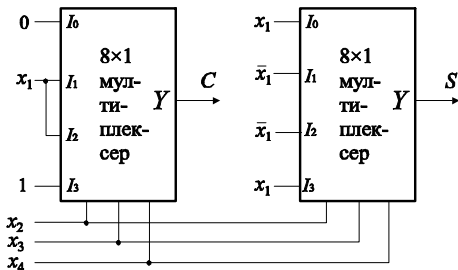 0 I₀ 8×1 мул- ти- плек- сер Y C
x₁ I₁
I₂
1 I₃
x₁ I₀ 8×1 мул- ти- плек- сер Y S
x̄₁ I₁
x̄₁ I₂
x₁ I₃
x₂
x₃
x₄